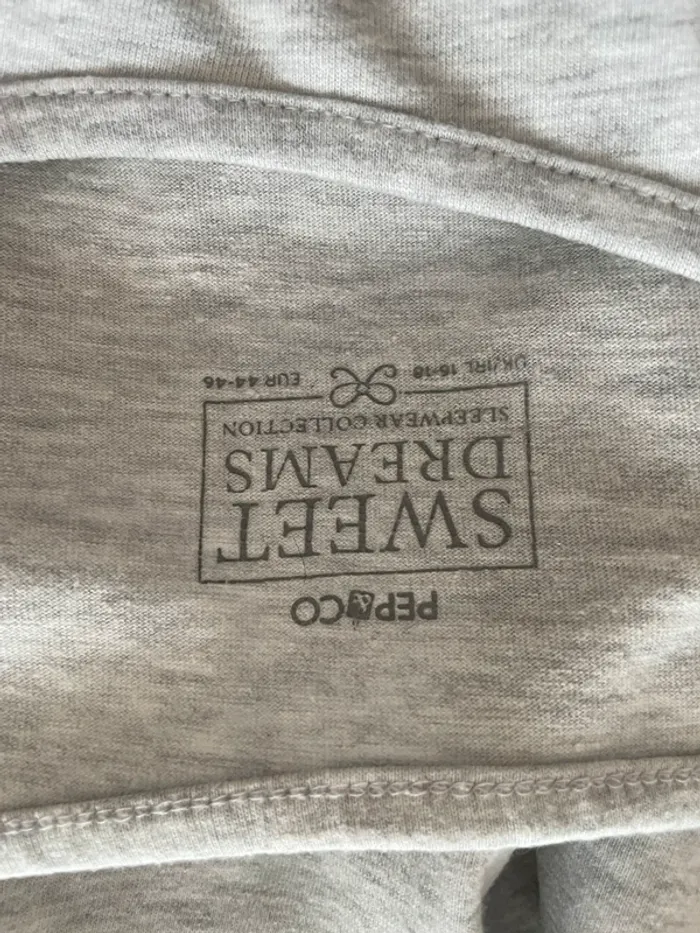 PEP&CO
SWEET
DREAMS
SLEEPWEAR COLLECTION
UK/IRL 16-18 EUR 44-46